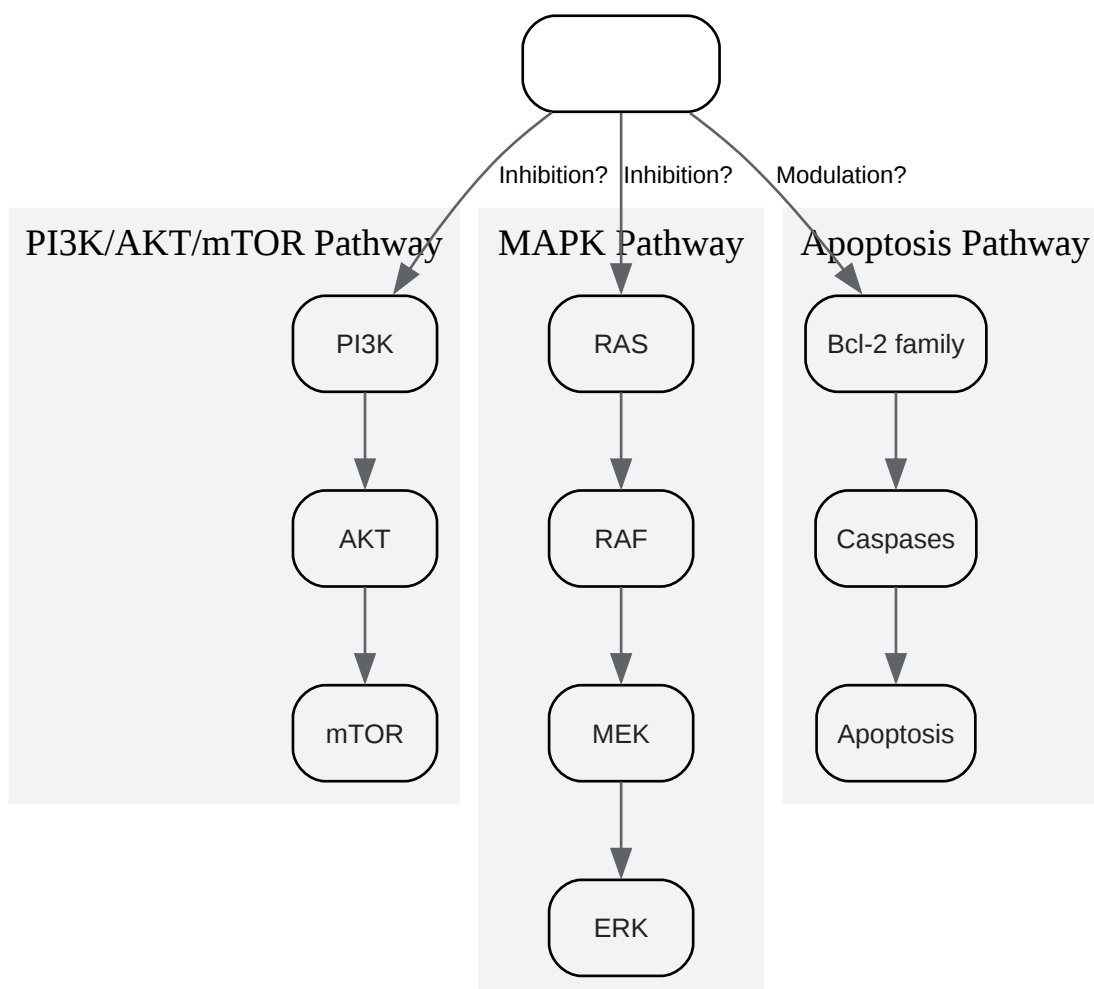 Inhibition?
Inhibition?
Modulation?
PI3K/AKT/mTOR Pathway
MAPK Pathway
Apoptosis Pathway
PI3K
RAS
Bcl-2 family
AKT
RAF
Caspases
mTOR
MEK
Apoptosis
ERK